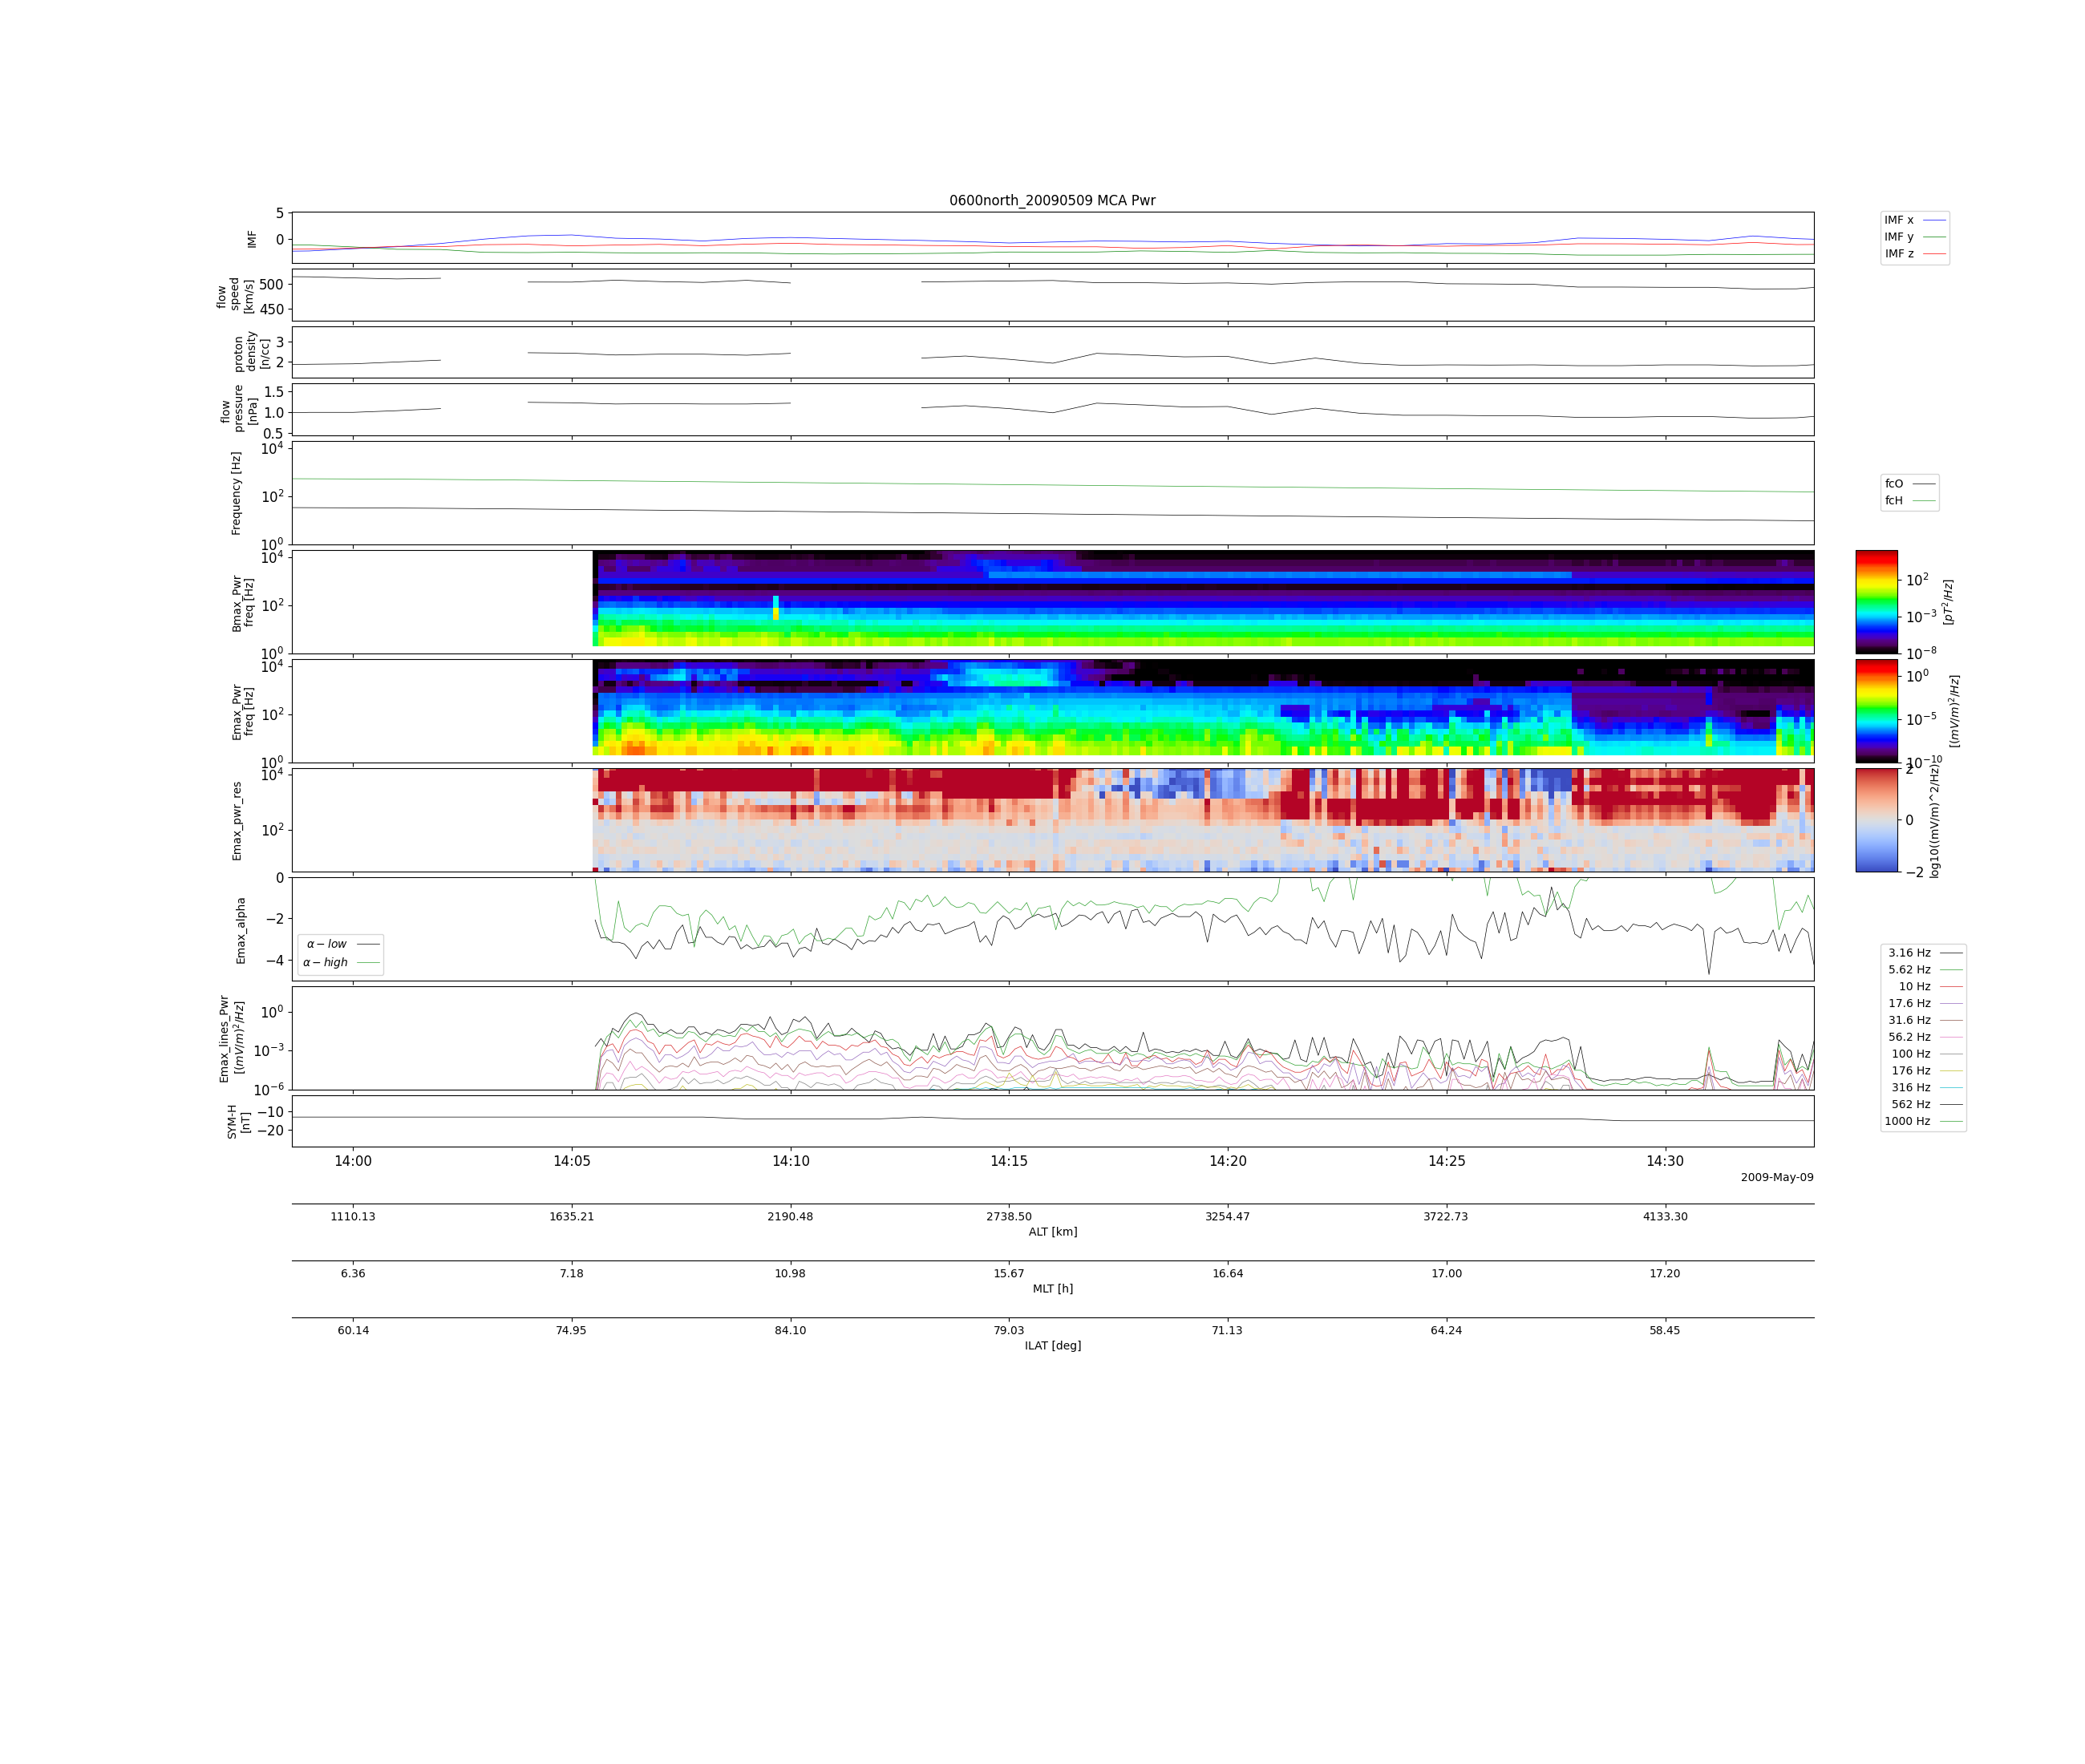 0600north_20090509 MCA Pwr
5
0
IMF
IMF x
IMF y
IMF z
500
450
flow
speed
[km/s]
3
2
proton
density
[n/cc]
1.5
1.0
0.5
flow
pressure
[nPa]
10^4
10^2
10^0
Frequency [Hz]
fcO
fcH
10^4
10^2
10^0
Bmax_Pwr
freq [Hz]
10^2
10^-3
10^-8
[pT^2/Hz]
10^4
10^2
10^0
Emax_Pwr
freq [Hz]
10^0
10^-5
10^-10
[(mV/m)^2/Hz]
10^4
10^2
Emax_pwr_res
2
0
−2
log10((mV/m)^2/Hz)
0
−2
−4
Emax_alpha
α − low
α − high
10^0
10^-3
10^-6
Emax_lines_Pwr
[(mV/m)^2/Hz]
3.16 Hz
5.62 Hz
10 Hz
17.6 Hz
31.6 Hz
56.2 Hz
100 Hz
176 Hz
316 Hz
562 Hz
1000 Hz
−10
−20
SYM-H
[nT]
14:00 14:05 14:10 14:15 14:20 14:25 14:30
2009-May-09
1110.13 1635.21 2190.48 2738.50 3254.47 3722.73 4133.30
ALT [km]
6.36 7.18 10.98 15.67 16.64 17.00 17.20
MLT [h]
60.14 74.95 84.10 79.03 71.13 64.24 58.45
ILAT [deg]